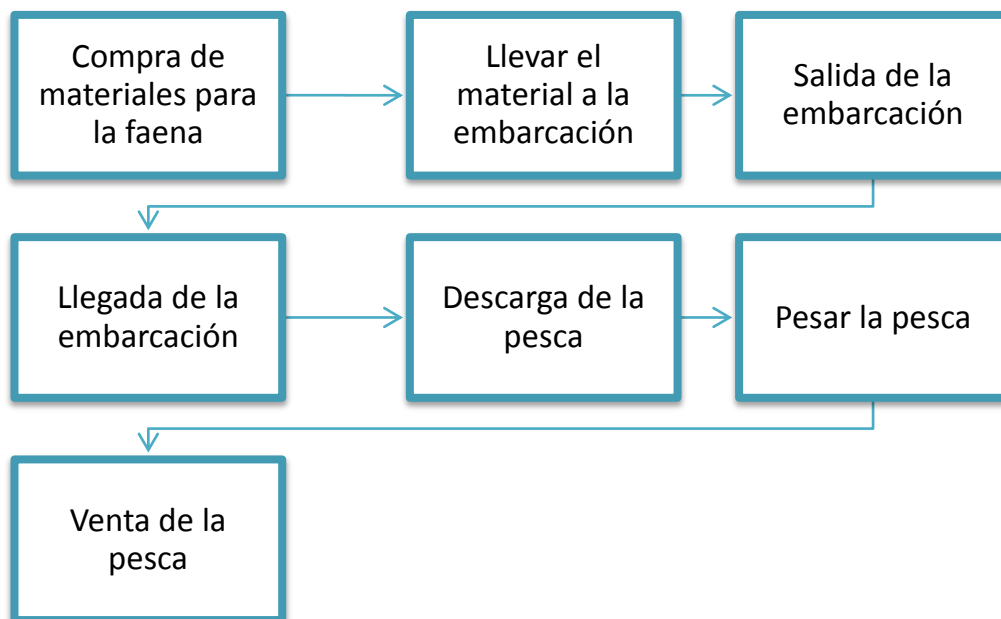 Compra de
materiales para
la faena
Llevar el
material a la
embarcación
Salida de la
embarcación
Llegada de la
embarcación
Descarga de la
pesca
Pesar la pesca
Venta de la
pesca